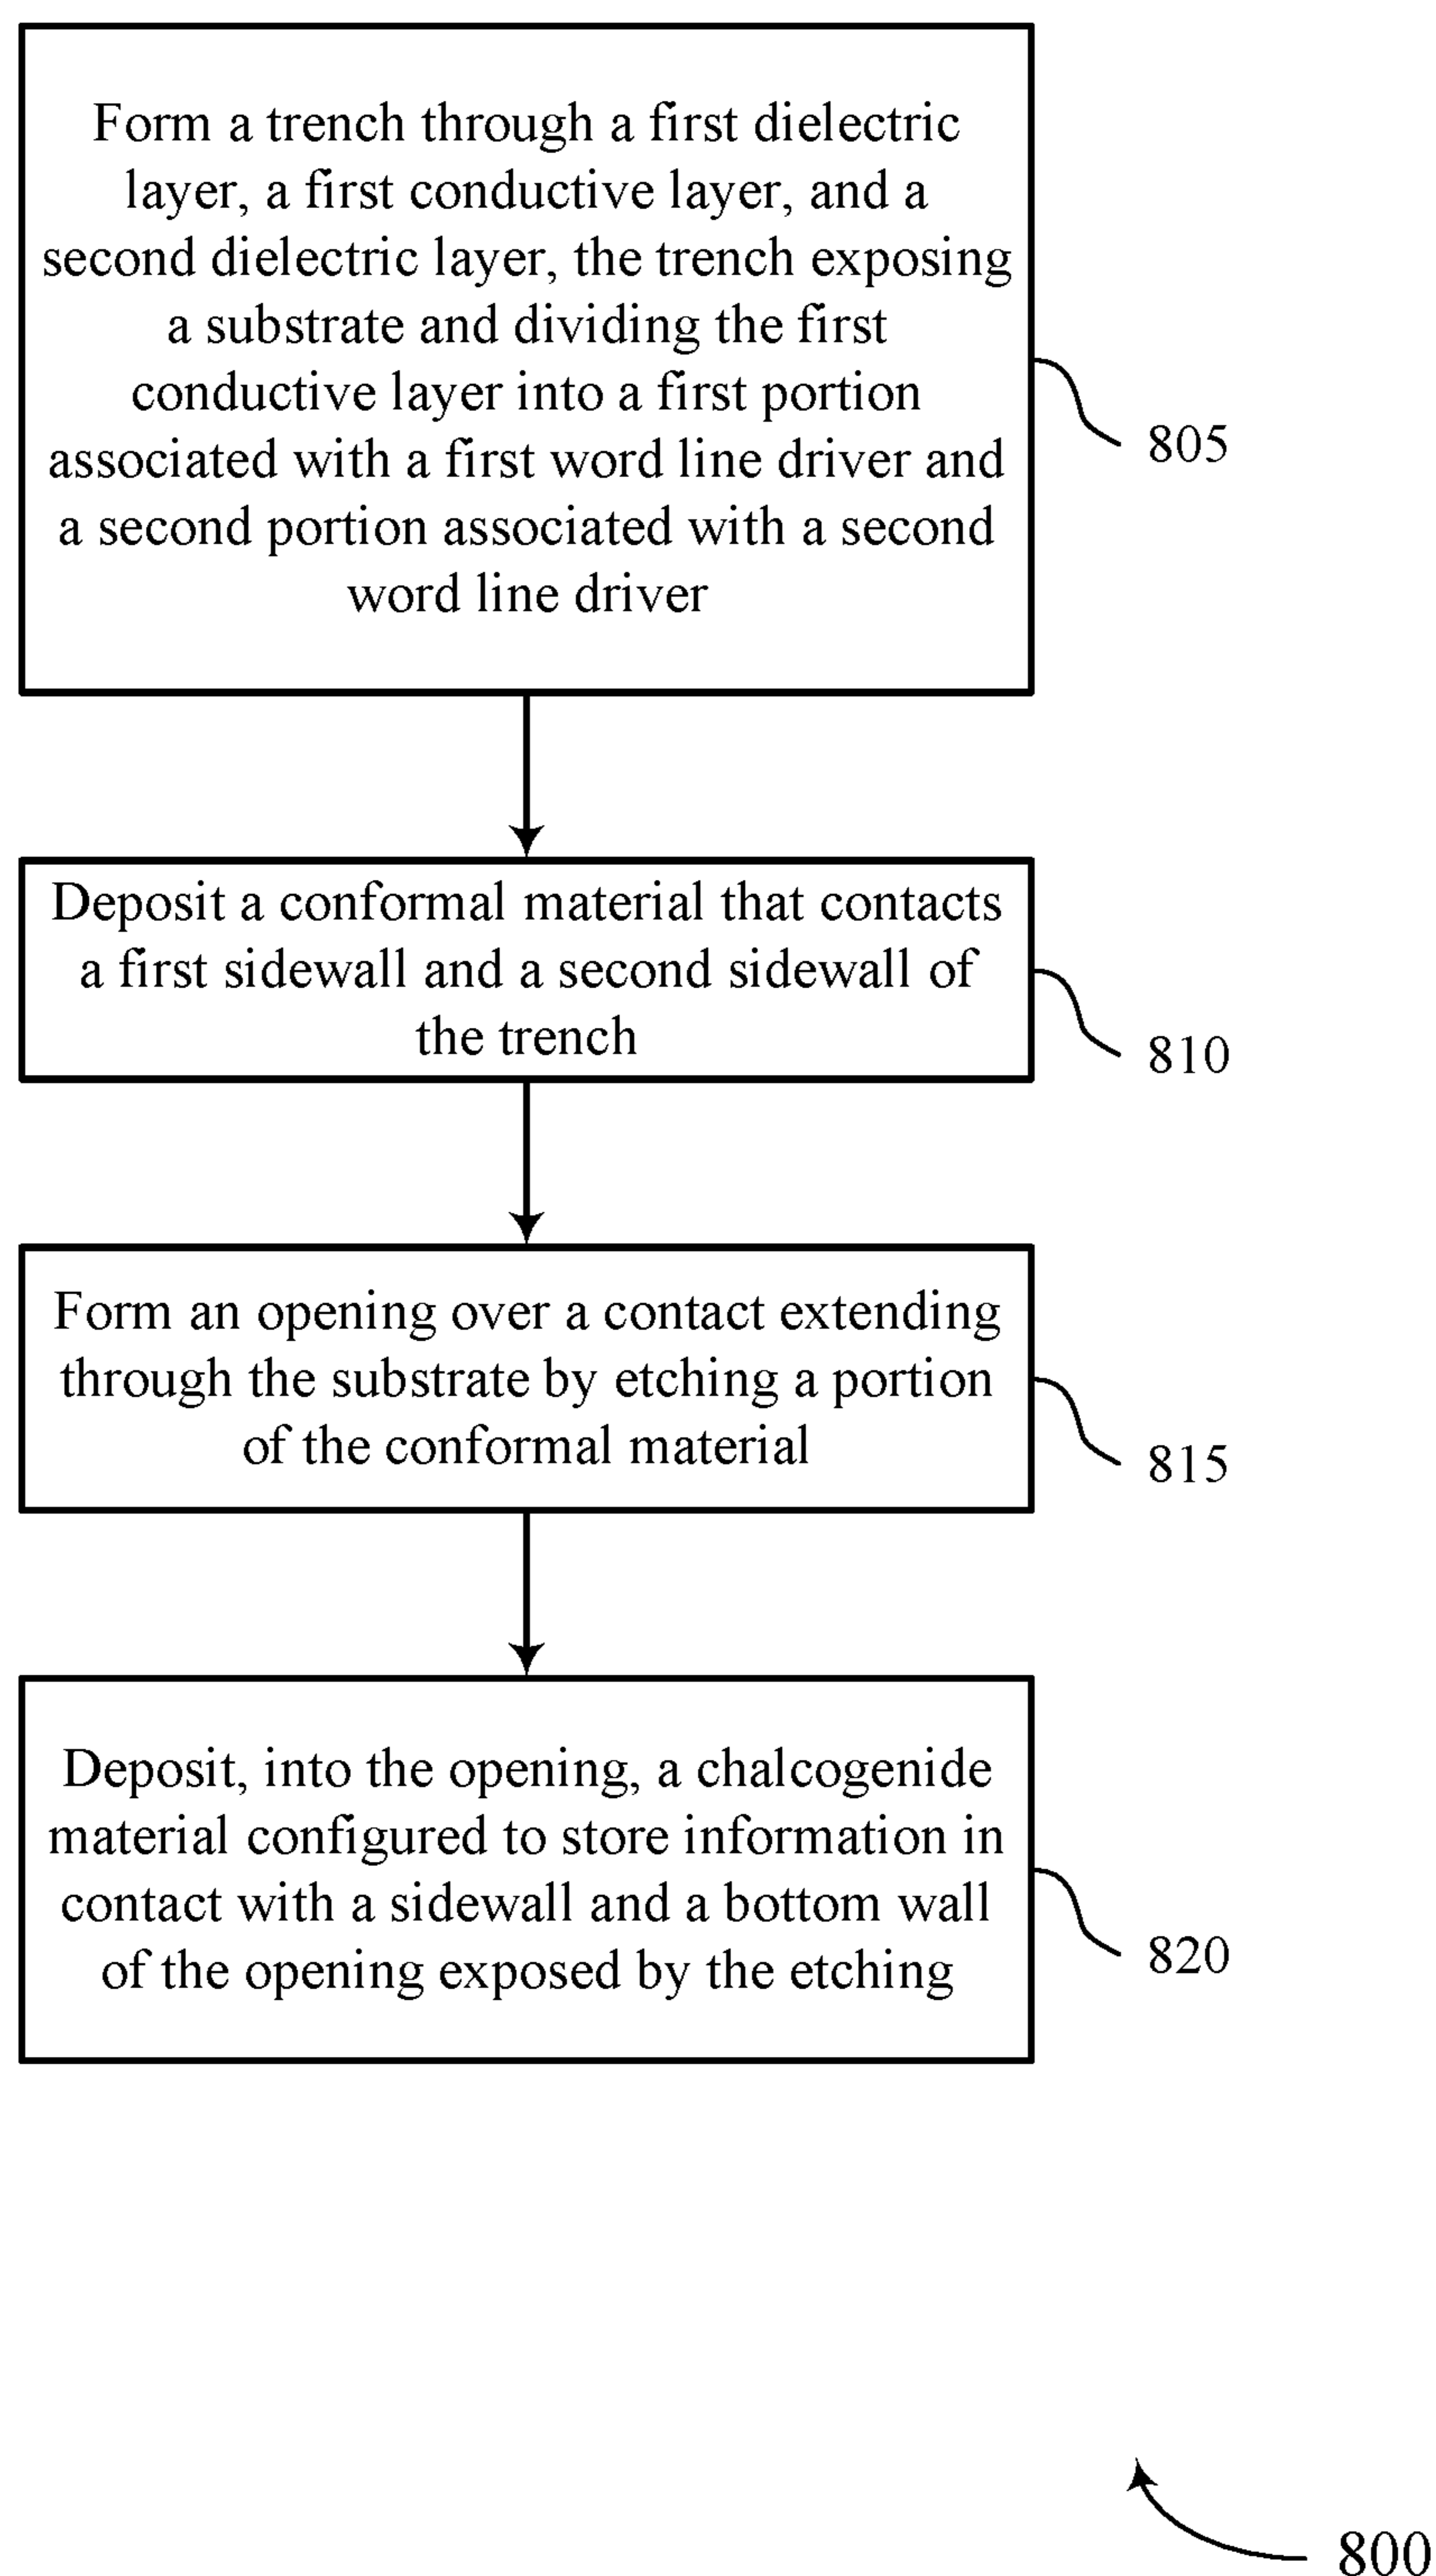 Form a trench through a first dielectric
layer, a first conductive layer, and a
second dielectric layer, the trench exposing
a substrate and dividing the first
conductive layer into a first portion
associated with a first word line driver and
a second portion associated with a second
word line driver
805
Deposit a conformal material that contacts
a first sidewall and a second sidewall of
the trench
810
Form an opening over a contact extending
through the substrate by etching a portion
of the conformal material
815
Deposit, into the opening, a chalcogenide
material configured to store information in
contact with a sidewall and a bottom wall
of the opening exposed by the etching
820
800